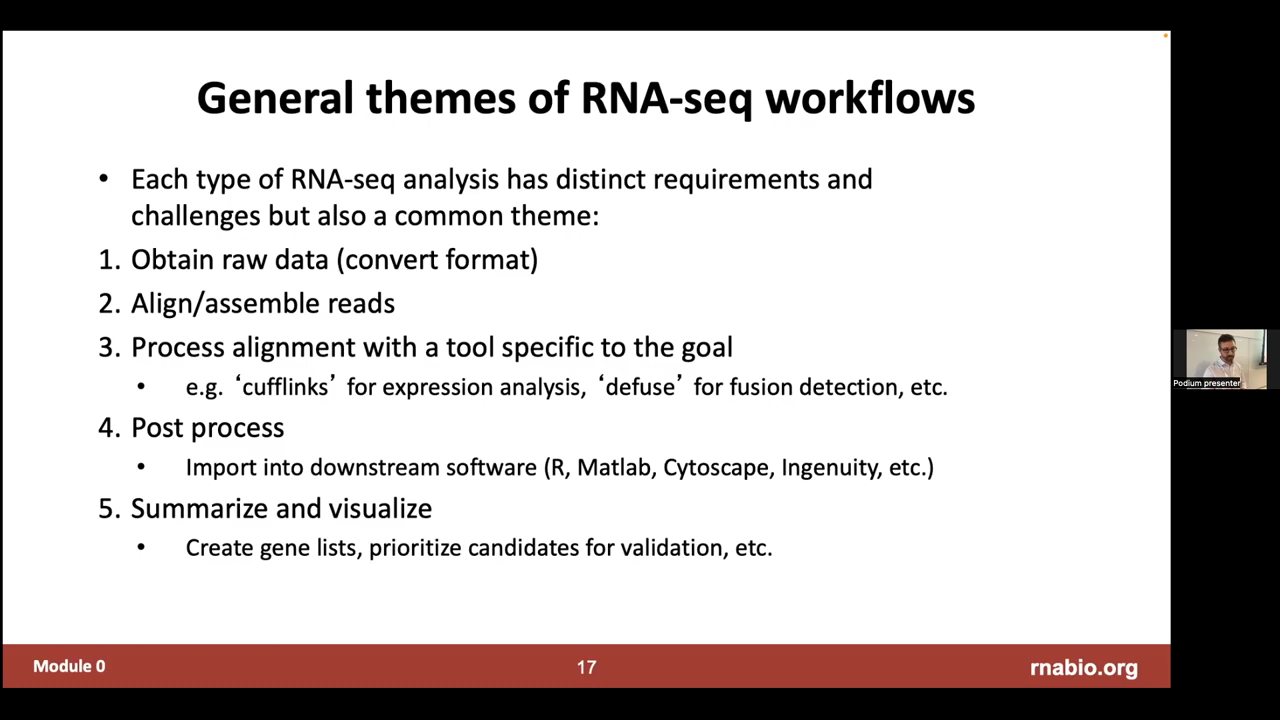 General themes of RNA-seq workflows
• Each type of RNA-seq analysis has distinct requirements and
challenges but also a common theme:
1. Obtain raw data (convert format)
2. Align/assemble reads
3. Process alignment with a tool specific to the goal
• e.g. ‘cufflinks’ for expression analysis, ‘defuse’ for fusion detection, etc.
4. Post process
• Import into downstream software (R, Matlab, Cytoscape, Ingenuity, etc.)
5. Summarize and visualize
• Create gene lists, prioritize candidates for validation, etc.
Podium presenter
Module 0
17
rnabio.org